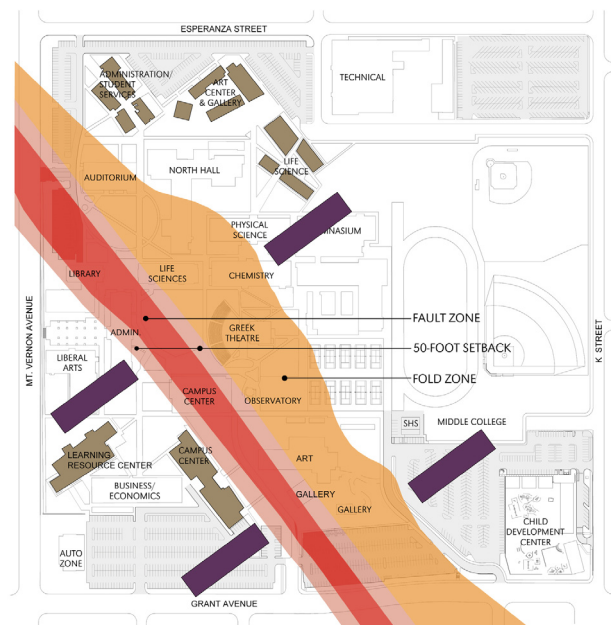 ESPERANZA STREET
ADMINISTRATION/
STUDENT
SERVICES
ART
CENTER
& GALLERY
TECHNICAL
AUDITORIUM
NORTH HALL
LIFE
SCIENCE
PHYSICAL
SCIENCE
MNASIUM
LIBRARY
LIFE
SCIENCES
CHEMISTRY
MT. VERNON AVENUE
K STREET
ADMIN.
GREEK
THEATRE
FAULT ZONE
50-FOOT SETBACK
FOLD ZONE
LIBERAL
ARTS
CAMPUS
CENTER
OBSERVATORY
SHS
MIDDLE COLLEGE
LEARNING
RESOURCE CENTER
CAMPUS
CENTER
ART
BUSINESS/
ECONOMICS
GALLERY
GALLERY
CHILD
DEVELOPMENT
CENTER
AUTO
ZONE
GRANT AVENUE